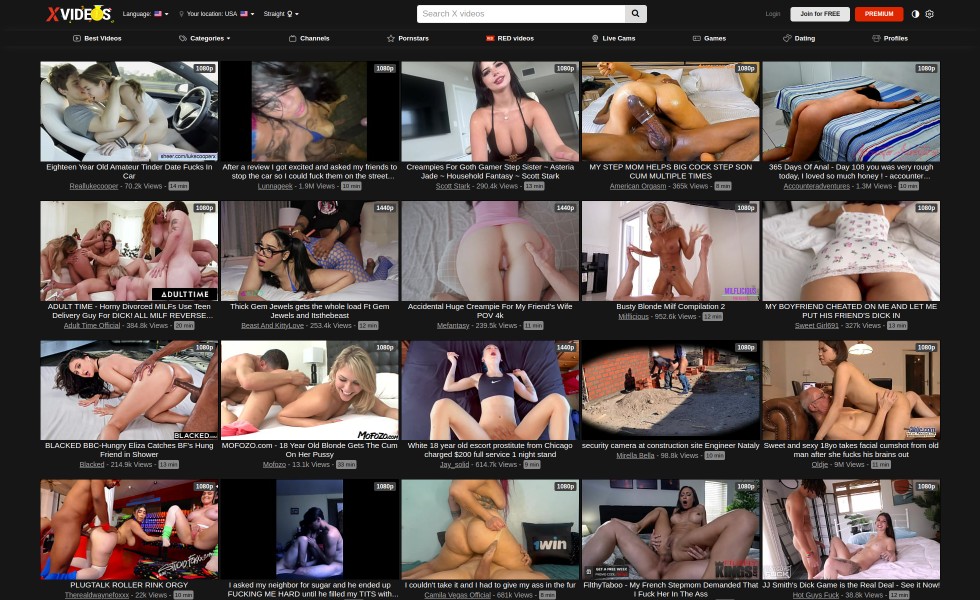 XVIDEOS Language: Your location: USA Straight Search X videos Login Join for FREE PREMIUM
Best Videos Categories Channels Pornstars RED videos Live Cams Games Dating Profiles
1080p 1080p 1080p 1080p 1080p
Eighteen Year Old Amateur Tinder Date Fucks In Car
Reallukecooper - 70.2k Views - 14 min
After a review I got excited and asked my friends to stop the car so I could fuck them on the street...
Lunnageek - 1.9M Views - 10 min
Creampies For Goth Gamer Step Sister ~ Asteria Jade ~ Household Fantasy ~ Scott Stark
Scott Stark - 290.4k Views - 13 min
MY STEP MOM HELPS BIG COCK STEP SON CUM MULTIPLE TIMES
American Orgasm - 365k Views - 8 min
365 Days Of Anal - Day 108 you was very rough today, I loved so much honey ! - accounter...
Accounteradventures - 1.3M Views - 10 min
1080p 1440p 1440p 1080p 1080p
ADULT TIME
MILFLICIOUS
ADULT TIME - Horny Divorced MILFs Use Teen Delivery Guy For DICK! ALL MILF REVERSE...
Adult Time Official - 384.8k Views - 20 min
Thick Gem Jewels gets the whole load Ft Gem Jewels and Itsthebeast
Beast And KittyLove - 253.4k Views - 12 min
Accidental Huge Creampie For My Friend's Wife POV 4k
Mefantasy - 239.5k Views - 11 min
Busty Blonde Milf Compilation 2
Milflicious - 952.6k Views - 12 min
MY BOYFRIEND CHEATED ON ME AND LET ME PUT HIS FRIEND'S DICK IN
Sweet Girl691 - 327k Views - 13 min
1080p 1080p 1440p 1080p 1080p
BLACKED
MOFOZO.com
BLACKED BBC-Hungry Eliza Catches BF's Hung Friend in Shower
Blacked - 214.9k Views - 13 min
MOFOZO.com - 18 Year Old Blonde Gets The Cum On Her Pussy
Mofozo - 13.1k Views - 33 min
White 18 year old escort prostitute from Chicago charged $200 full service 1 night stand
Jay_solid - 614.7k Views - 9 min
security camera at construction site Engineer Nataly
Mirella Bella - 98.8k Views - 10 min
Sweet and sexy 18yo takes facial cumshot from old man after she fucks his brains out
Oldje - 9M Views - 11 min
1080p 1080p 1080p 1080p 1080p
1win
GET A FREE WEEK
PLUGTALK ROLLER RINK ORGY
Therealdwaynefoxxx - 22k Views - 10 min
I asked my neighbor for sugar and he ended up FUCKING ME HARD until he filled my TITS with...
I couldn't take it and I had to give my ass in the fur
Camila Vegas Official - 681k Views - 8 min
FilthyTaboo - My French Stepmom Demanded That I Fuck Her In The Ass
JJ Smith's Dick Game is the Real Deal - See it Now!
Hot Guys Fuck - 38.8k Views - 12 min